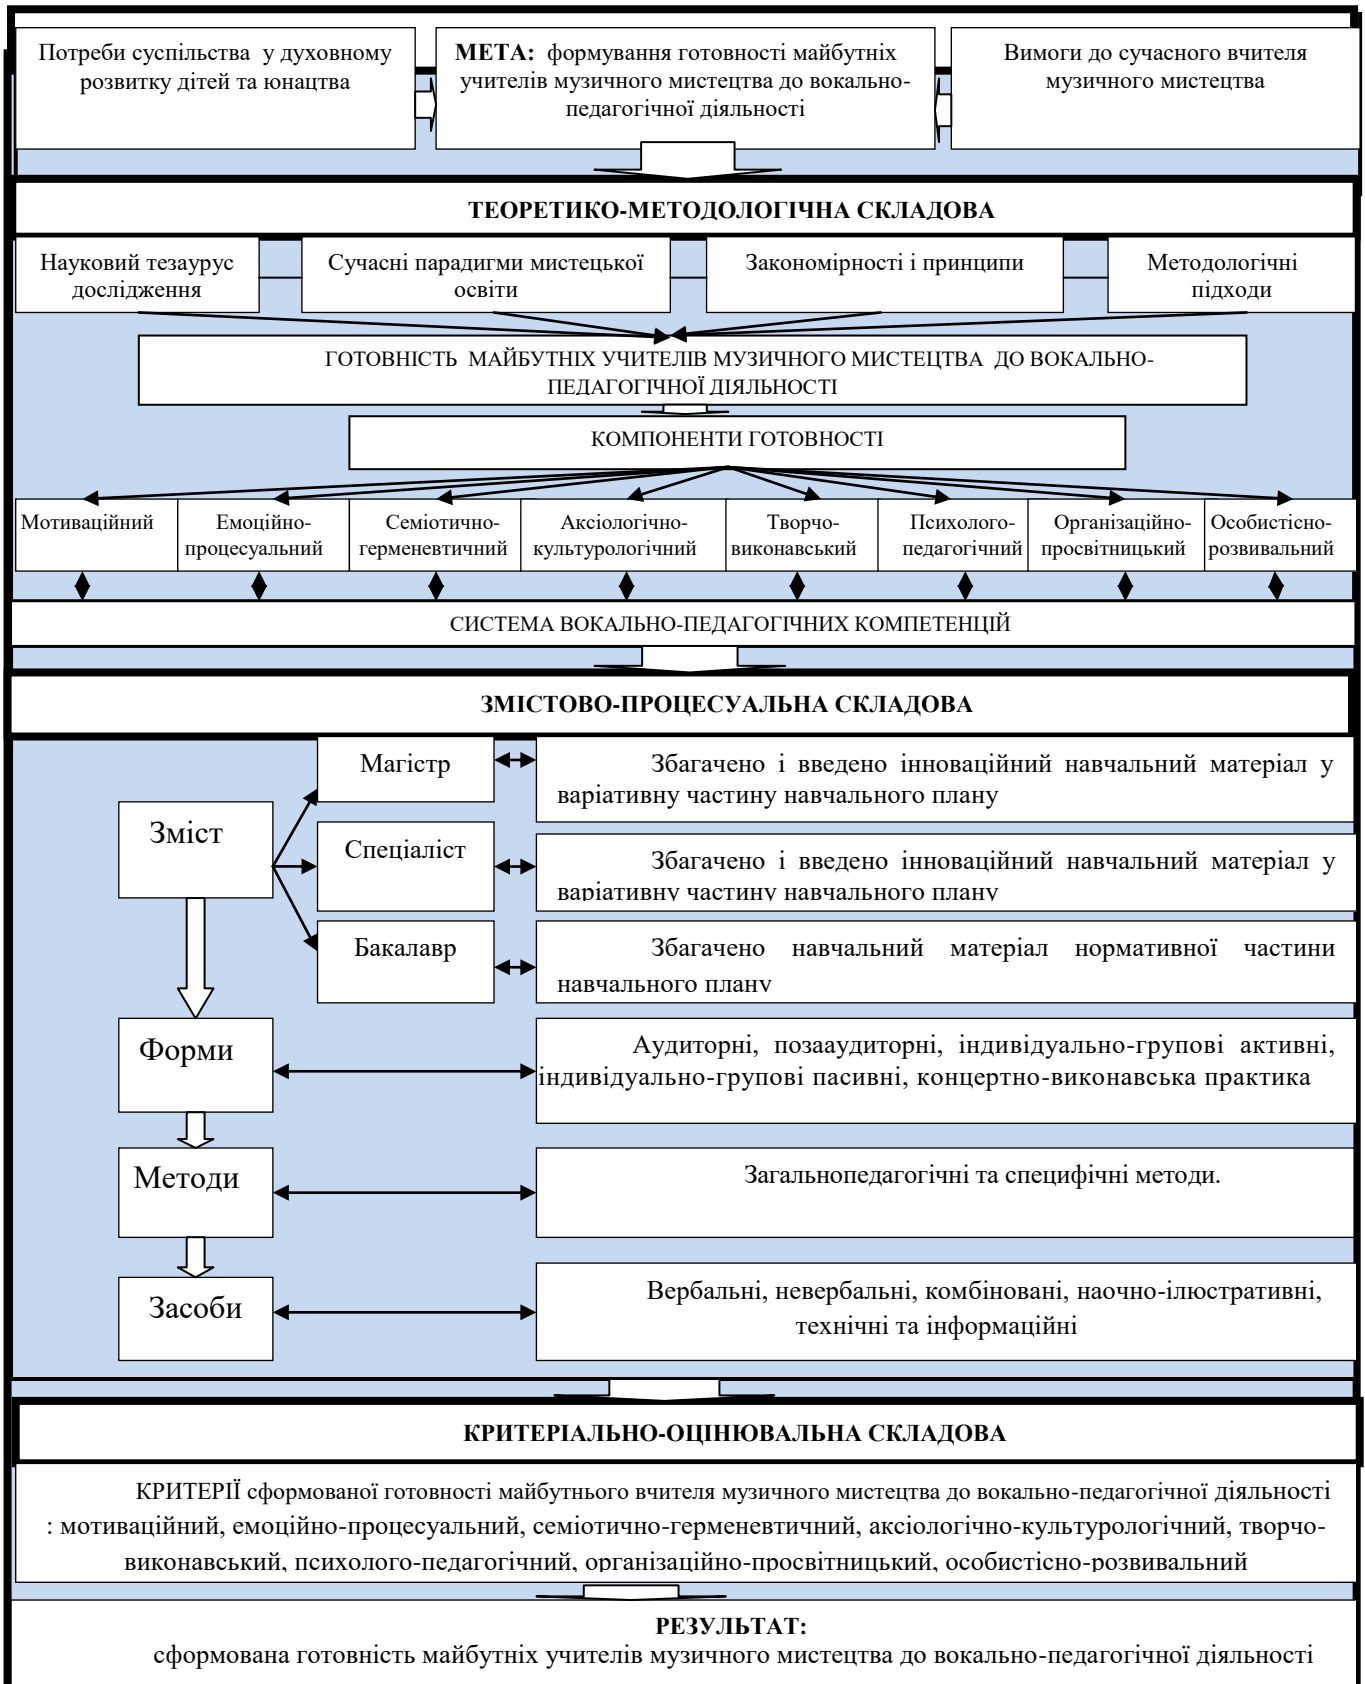 Потреби суспільства у духовному
розвитку дітей та юнацтва
МЕТА: формування готовності майбутніх
учителів музичного мистецтва до вокально-
педагогічної діяльності
Вимоги до сучасного вчителя
музичного мистецтва
ТЕОРЕТИКО-МЕТОДОЛОГІЧНА СКЛАДОВА
Науковий тезаурус
дослідження
Сучасні парадигми мистецької
освіти
Закономірності і принципи
Методологічні
підходи
ГОТОВНІСТЬ МАЙБУТНІХ УЧИТЕЛІВ МУЗИЧНОГО МИСТЕЦТВА ДО ВОКАЛЬНО-
ПЕДАГОГІЧНОЇ ДІЯЛЬНОСТІ
КОМПОНЕНТИ ГОТОВНОСТІ
Мотиваційний
Емоційно-
процесуальний
Семіотично-
герменевтичний
Аксіологічно-
культурологічний
Творчо-
виконавський
Психолого-
педагогічний
Організаційно-
просвітницький
Особистісно-
розвивальний
СИСТЕМА ВОКАЛЬНО-ПЕДАГОГІЧНИХ КОМПЕТЕНЦІЙ
ЗМІСТОВО-ПРОЦЕСУАЛЬНА СКЛАДОВА
Зміст
Магістр
Збагачено і введено інноваційний навчальний матеріал у
варіативну частину навчального плану
Спеціаліст
Збагачено і введено інноваційний навчальний матеріал у
варіативну частину навчального плану
Бакалавр
Збагачено навчальний матеріал нормативної частини
навчального плану
Форми
Аудиторні, позааудиторні, індивідуально-групові активні,
індивідуально-групові пасивні, концертно-виконавська практика
Методи
Загальнопедагогічні та специфічні методи.
Засоби
Вербальні, невербальні, комбіновані, наочно-ілюстративні,
технічні та інформаційні
КРИТЕРІАЛЬНО-ОЦІНЮВАЛЬНА СКЛАДОВА
КРИТЕРІЇ сформованої готовності майбутнього вчителя музичного мистецтва до вокально-педагогічної діяльності
: мотиваційний, емоційно-процесуальний, семіотично-герменевтичний, аксіологічно-культурологічний, творчо-
виконавський, психолого-педагогічний, організаційно-просвітницький, особистісно-розвивальний
РЕЗУЛЬТАТ:
сформована готовність майбутніх учителів музичного мистецтва до вокально-педагогічної діяльності